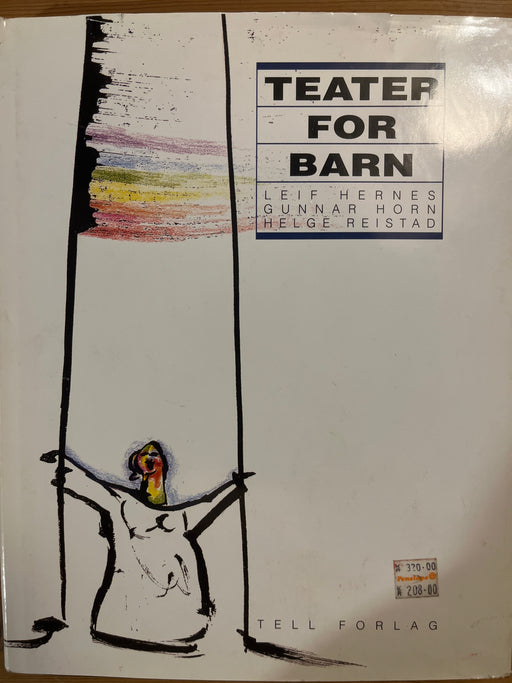 TEATER
FOR
BARN
LEIF HERNES
GUNNAR HORN
HELGE REISTAD
320-00
208-00
TELL FORLAG